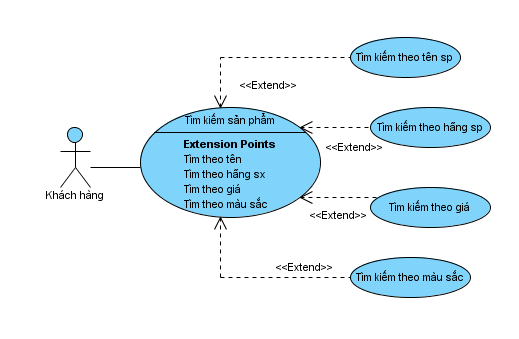 Tìm kiếm theo tên sp
<<Extend>>
Tìm kiếm sản phẩm
Tìm kiếm theo hãng sp
<<Extend>>
Extension Points
Tìm theo tên
Tìm theo hãng sx
Tìm theo giá
Tìm theo màu sắc
Khách hàng
Tìm kiếm theo giá
<<Extend>>
<<Extend>>
Tìm kiếm theo màu sắc